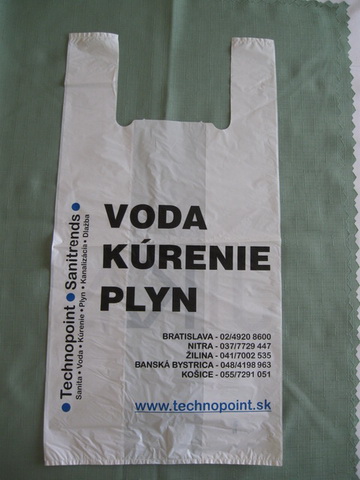 VODA
KÚRENIE
PLYN
BRATISLAVA - 02/4920 8600
NITRA - 037/7729 447
ŽILINA - 041/7002 535
BANSKÁ BYSTRICA - 048/4198 963
KOŠICE - 055/7291 051
www.technopoint.sk
• Technopoint • Sanitrends •
Sanita • Voda • Kúrenie • Plyn • Kanalizácia • Dlažba